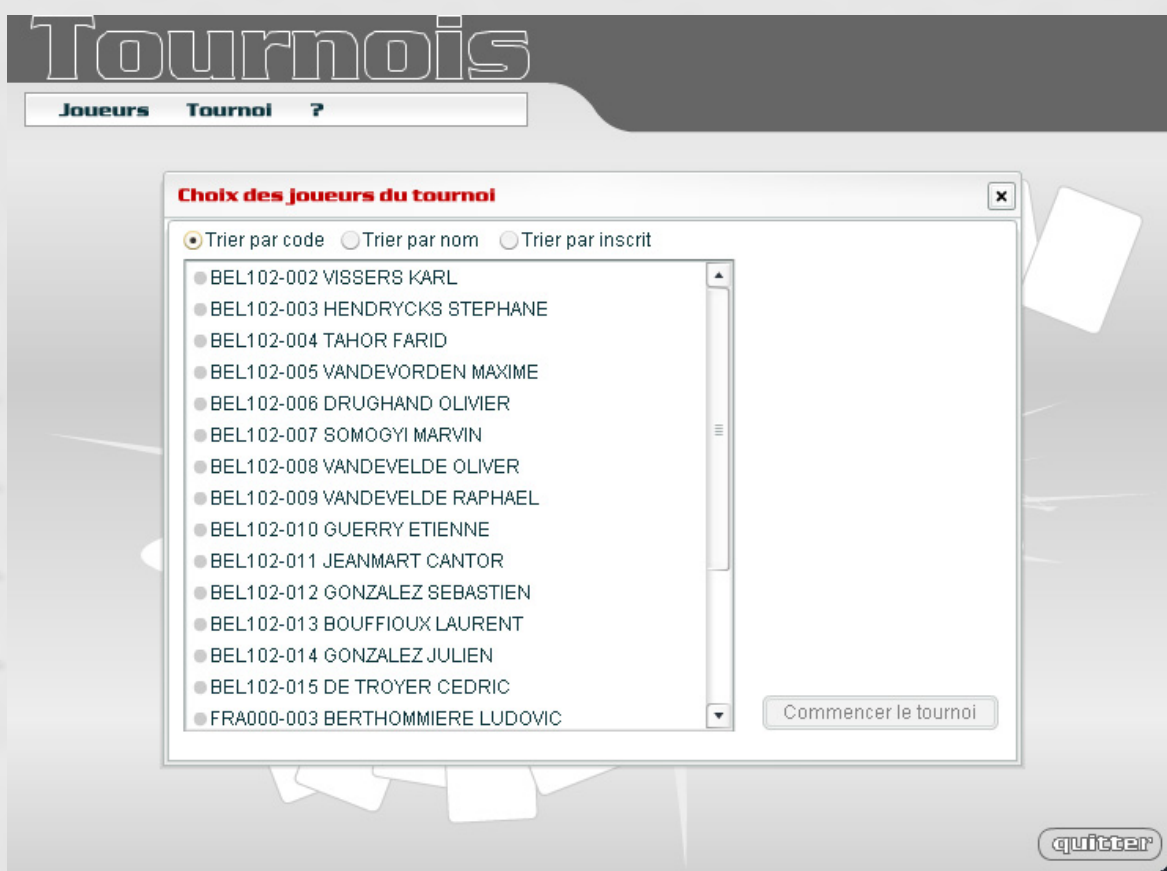 Tournois
Joueurs Tournoi ?
Choix des joueurs du tournoi
Trier par code Trier par nom Trier par inscrit
BEL102-002 VISSERS KARL
BEL102-003 HENDRYCKS STEPHANE
BEL102-004 TAHOR FARID
BEL102-005 VANDEVORDEN MAXIME
BEL102-006 DRUGHAND OLIVIER
BEL102-007 SOMOGYI MARVIN
BEL102-008 VANDEVELDE OLIVER
BEL102-009 VANDEVELDE RAPHAEL
BEL102-010 GUERRY ETIENNE
BEL102-011 JEANMART CANTOR
BEL102-012 GONZALEZ SEBASTIEN
BEL102-013 BOUFFIOUX LAURENT
BEL102-014 GONZALEZ JULIEN
BEL102-015 DE TROYER CEDRIC
FRA000-003 BERTHOMMIERE LUDOVIC
Commencer le tournoi
quitter